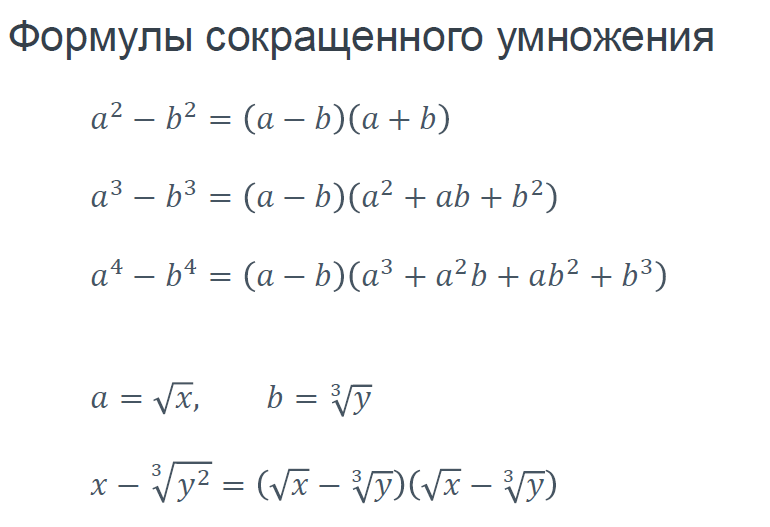 Формулы сокращенного умножения
a² − b² = (a − b)(a + b)
a³ − b³ = (a − b)(a² + ab + b²)
a⁴ − b⁴ = (a − b)(a³ + a²b + ab² + b³)
a = √x, b = ∛y
x − ∛y² = (√x − ∛y)(√x − ∛y)